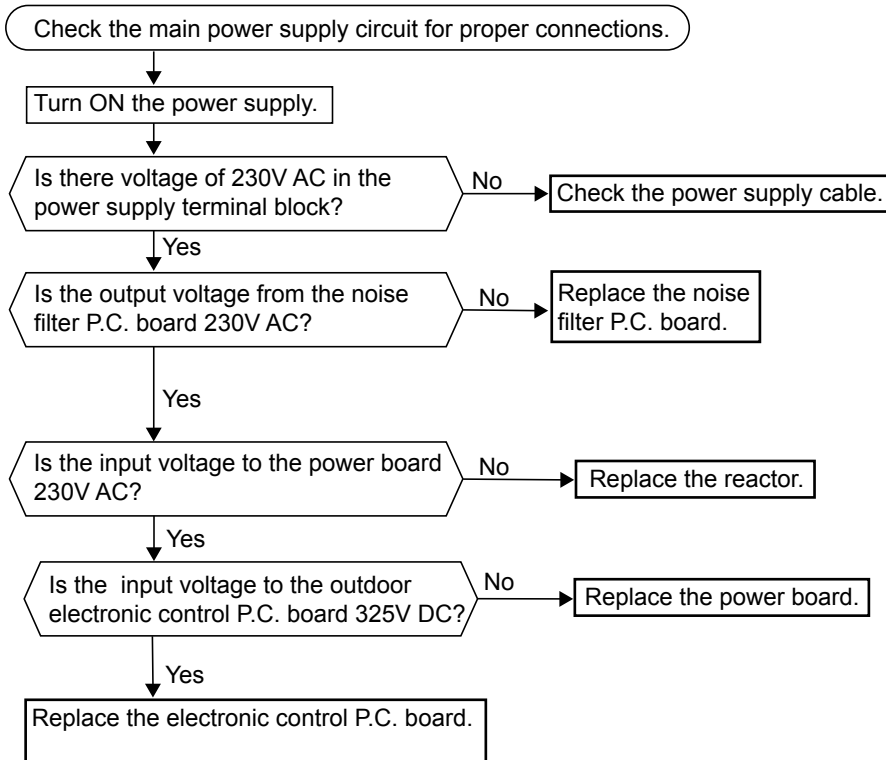 Check the main power supply circuit for proper connections.
Turn ON the power supply.
Is there voltage of 230V AC in the
power supply terminal block?
No
Check the power supply cable.
Yes
Is the output voltage from the noise
filter P.C. board 230V AC?
No
Replace the noise
filter P.C. board.
Yes
Is the input voltage to the power board
230V AC?
No
Replace the reactor.
Yes
Is the input voltage to the outdoor
electronic control P.C. board 325V DC?
No
Replace the power board.
Yes
Replace the electronic control P.C. board.